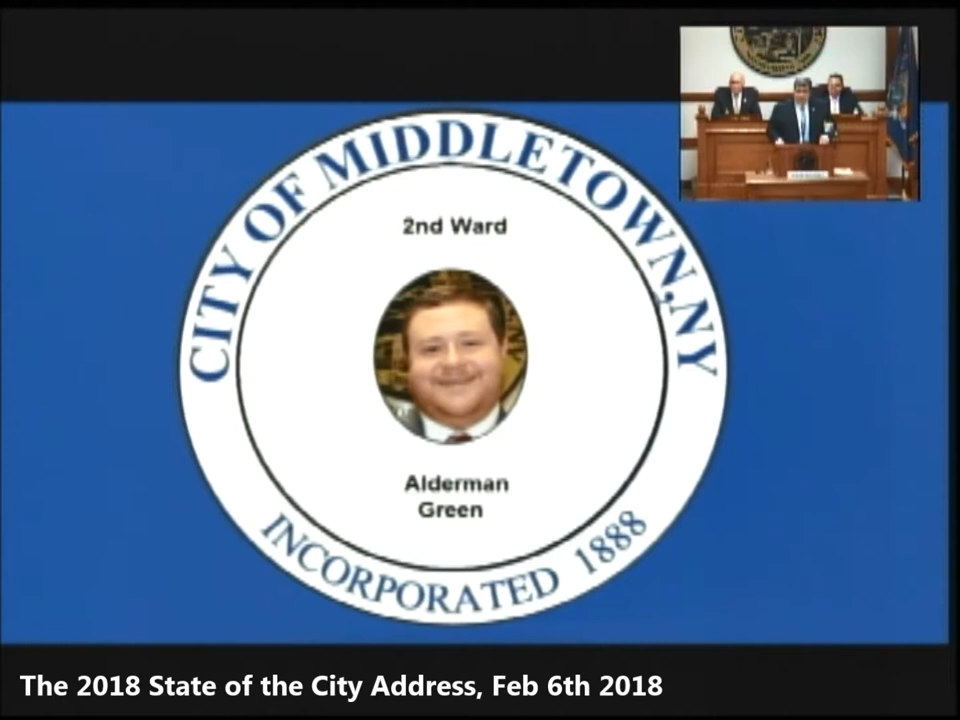 CITY OF MIDDLETOWN, NY
2nd Ward
Alderman
Green
INCORPORATED 1888
The 2018 State of the City Address, Feb 6th 2018